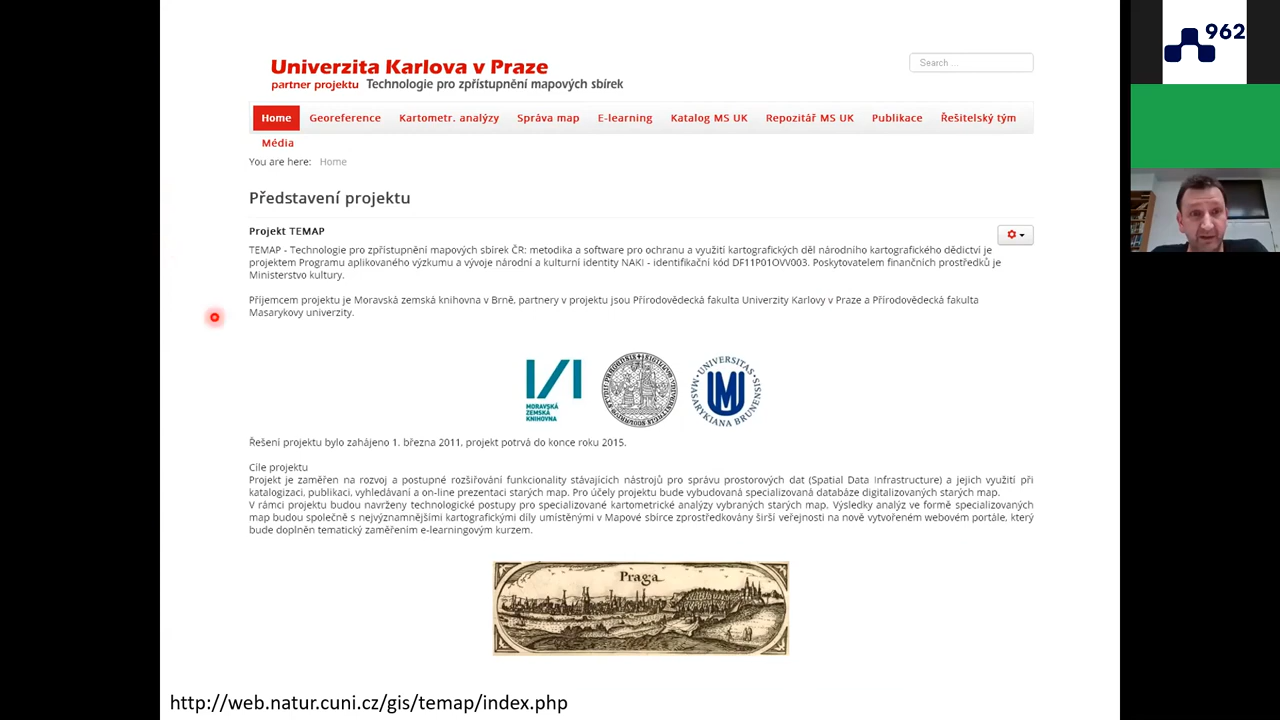 962
Univerzita Karlova v Praze
partner projektu Technologie pro zpřístupnění mapových sbírek
Search ...
Home Georeference Kartometr. analýzy Správa map E-learning Katalog MS UK Repozitář MS UK Publikace Řešitelský tým
Média
You are here: Home
Představení projektu
Projekt TEMAP
TEMAP - Technologie pro zpřístupnění mapových sbírek ČR: metodika a software pro ochranu a využití kartografických děl národního kartografického dědictví je
projektem Programu aplikovaného výzkumu a vývoje národní a kulturní identity NAKI - identifikační kód DF11P01OVV003. Poskytovatelem finančních prostředků je
Ministerstvo kultury.
Příjemcem projektu je Moravská zemská knihovna v Brně, partnery v projektu jsou Přírodovědecká fakulta Univerzity Karlovy v Praze a Přírodovědecká fakulta
Masarykovy univerzity.
MORAVSKÁ
ZEMSKÁ
KNIHOVNA
UNIVERSITAS MASARYKIANA BRUNENSIS
Řešení projektu bylo zahájeno 1. března 2011, projekt potrvá do konce roku 2015.
Cíle projektu
Projekt je zaměřen na rozvoj a postupné rozšiřování funkcionality stávajících nástrojů pro správu prostorových dat (Spatial Data Infrastructure) a jejich využití při
katalogizaci, publikaci, vyhledávání a on-line prezentaci starých map. Pro účely projektu bude vybudovaná specializovaná databáze digitalizovaných starých map.
V rámci projektu budou navrženy technologické postupy pro specializované kartometrické analýzy vybraných starých map. Výsledky analýz ve formě specializovaných
map budou společně s nejvýznamnějšími kartografickými díly umístěnými v Mapové sbírce zprostředkovány širší veřejnosti na nově vytvořeném webovém portále, který
bude doplněn tematický zaměřením e-learningovým kurzem.
Praga
http://web.natur.cuni.cz/gis/temap/index.php